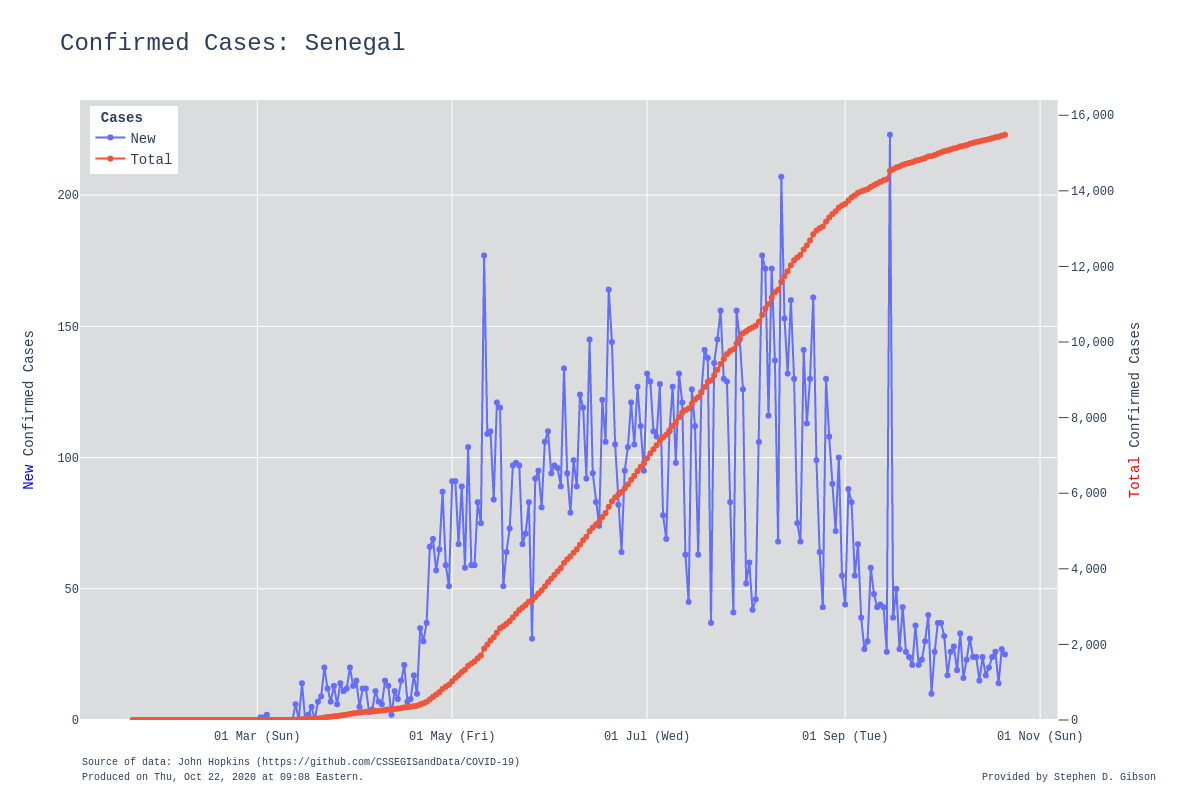 Confirmed Cases: Senegal
Cases
New
Total
200
150
100
50
0
New Confirmed Cases
16,000
14,000
12,000
10,000
8,000
6,000
4,000
2,000
0
Total Confirmed Cases
01 Mar (Sun)
01 May (Fri)
01 Jul (Wed)
01 Sep (Tue)
01 Nov (Sun)
Source of data: John Hopkins (https://github.com/CSSEGISandData/COVID-19)
Produced on Thu, Oct 22, 2020 at 09:08 Eastern.
Provided by Stephen D. Gibson